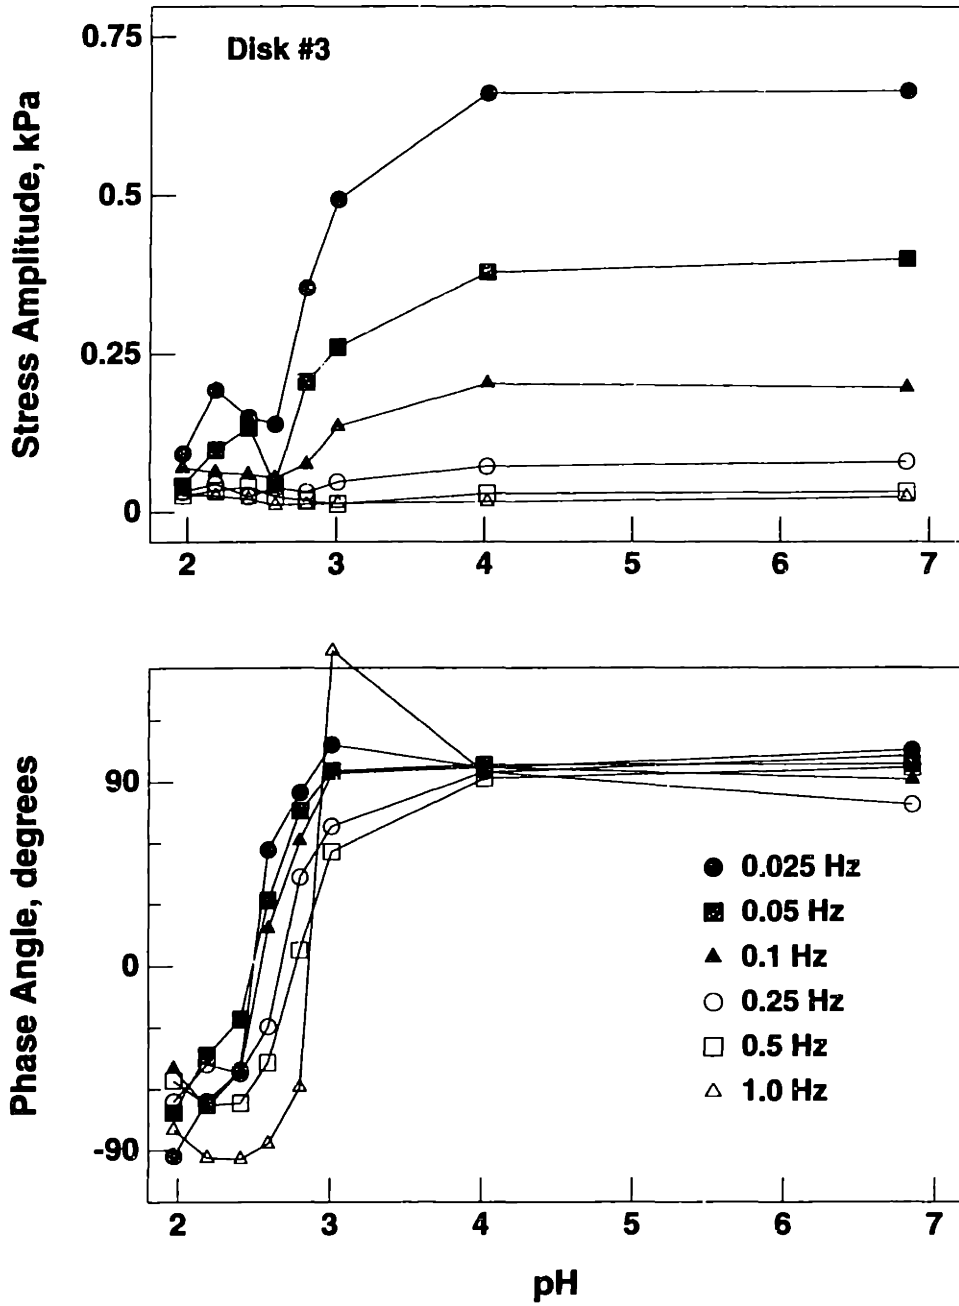 Disk #3
Stress Amplitude, kPa
0.75
0.5
0.25
0
2 3 4 5 6 7
Phase Angle, degrees
90
0
-90
0.025 Hz
0.05 Hz
0.1 Hz
0.25 Hz
0.5 Hz
1.0 Hz
2 3 4 5 6 7
pH